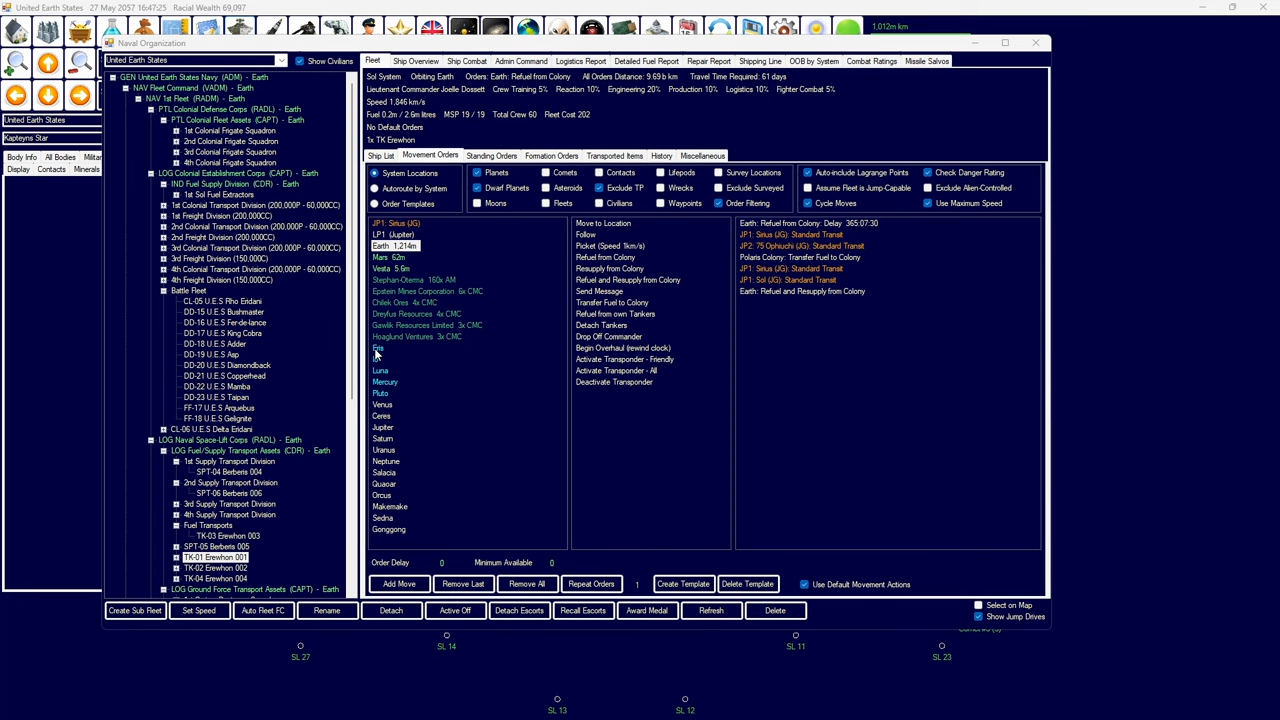 United Earth States   27 May 2057 16:47:25   Racial Wealth 69,097
1,012m km
Naval Organization
United Earth States
Show Civilians
Fleet
Ship Overview
Ship Combat
Admin Command
Logistics Report
Detailed Fuel Report
Repair Report
Shipping Line
OOB by System
Combat Ratings
Missile Salvos
United Earth States
Kapteyns Star
Body Info
All Bodies
Display
Contacts
Minerals
GEN United Earth States Navy (ADM) - Earth
NAV Fleet Command (VADM) - Earth
NAV 1st Fleet (RADM) - Earth
PTL Colonial Defense Corps (RADL) - Earth
PTL Colonial Fleet Assets (CAPT) - Earth
1st Colonial Frigate Squadron
2nd Colonial Frigate Squadron
3rd Colonial Frigate Squadron
4th Colonial Frigate Squadron
LOG Colonial Establishment Corps (CAPT) - Earth
IND Fuel Supply Division (CDR) - Earth
1st Sol Fuel Extractors
1st Colonial Transport Division (200,000P - 60,000CC)
1st Freight Division (200,000CC)
2nd Colonial Transport Division (200,000P - 60,000CC)
2nd Freight Division (200,000CC)
3rd Colonial Transport Division (200,000P - 60,000CC)
3rd Freight Division (150,000C)
4th Colonial Transport Division (200,000P - 60,000CC)
4th Freight Division (150,000CC)
Battle Fleet
CL-05 U.E.S Rho Eridani
DD-15 U.E.S Bushmaster
DD-16 U.E.S Fer-de-lance
DD-17 U.E.S King Cobra
DD-18 U.E.S Adder
DD-19 U.E.S Asp
DD-20 U.E.S Diamondback
DD-21 U.E.S Copperhead
DD-22 U.E.S Mamba
DD-23 U.E.S Taipan
FF-17 U.E.S Arquebus
FF-18 U.E.S Gelignite
CL-06 U.E.S Delta Eridani
LOG Naval Space-Lift Corps (RADL) - Earth
LOG Fuel/Supply Transport Assets (CDR) - Earth
1st Supply Transport Division
SPT-04 Berberis 004
2nd Supply Transport Division
SPT-06 Berberis 006
3rd Supply Transport Division
4th Supply Transport Division
Fuel Transports
TK-03 Erewhon 003
SPT-05 Berberis 005
TK-01 Erewhon 001
TK-02 Erewhon 002
TK-04 Erewhon 004
LOG Ground Force Transport Assets (CAPT) - Earth
Sol System   Orbiting Earth   Orders: Earth: Refuel from Colony   All Orders Distance: 9.69 b km   Travel Time Required: 61 days
Lieutenant Commander Joelle Dossett   Crew Training 5%   Reaction 10%   Engineering 20%   Production 10%   Logistics 10%   Fighter Combat 5%
Speed 1,846 km/s
Fuel 0.2m / 2.6m litres   MSP 19 / 19   Total Crew 60   Fleet Cost 202
No Default Orders
1x TK Erewhon
Ship List
Movement Orders
Standing Orders
Formation Orders
Transported Items
History
Miscellaneous
System Locations
Autoroute by System
Order Templates
Planets
Comets
Contacts
Lifepods
Survey Locations
Dwarf Planets
Asteroids
Exclude TP
Wrecks
Exclude Surveyed
Moons
Fleets
Civilians
Waypoints
Order Filtering
Auto-include Lagrange Points
Check Danger Rating
Assume Fleet is Jump-Capable
Exclude Alien-Controlled
Cycle Moves
Use Maximum Speed
JP1: Sirius (JG)
LP1 (Jupiter)
Earth 1,214m
Mars 62m
Vesta 5.6m
Stephan-Oterma 160x AM
Epstein Mines Corporation 6x CMC
Chilek Ores 4x CMC
Dreyfus Resources 4x CMC
Gawlik Resources Limited 3x CMC
Hoaglund Ventures 3x CMC
Eris
Luna
Mercury
Pluto
Venus
Ceres
Jupiter
Saturn
Uranus
Neptune
Salacia
Quaoar
Orcus
Makemake
Sedna
Gonggong
Move to Location
Follow
Picket (Speed 1km/s)
Refuel from Colony
Resupply from Colony
Refuel and Resupply from Colony
Send Message
Transfer Fuel to Colony
Refuel from own Tankers
Detach Tankers
Drop Off Commander
Begin Overhaul (rewind clock)
Activate Transponder - Friendly
Activate Transponder - All
Deactivate Transponder
Earth: Refuel from Colony: Delay 365:07:30
JP1: Sirius (JG): Standard Transit
JP2: 75 Ophiuchi (JG): Standard Transit
Polaris Colony: Transfer Fuel to Colony
JP1: Sirius (JG): Standard Transit
JP1: Sol (JG): Standard Transit
Earth: Refuel and Resupply from Colony
Order Delay   0   Minimum Available   0
Add Move
Remove Last
Remove All
Repeat Orders
1
Create Template
Delete Template
Use Default Movement Actions
Create Sub Fleet
Set Speed
Auto Fleet FC
Rename
Detach
Active Off
Detach Escorts
Recall Escorts
Award Medal
Refresh
Delete
Select on Map
Show Jump Drives
SL 27
SL 14
SL 11
SL 23
SL 13
SL 12